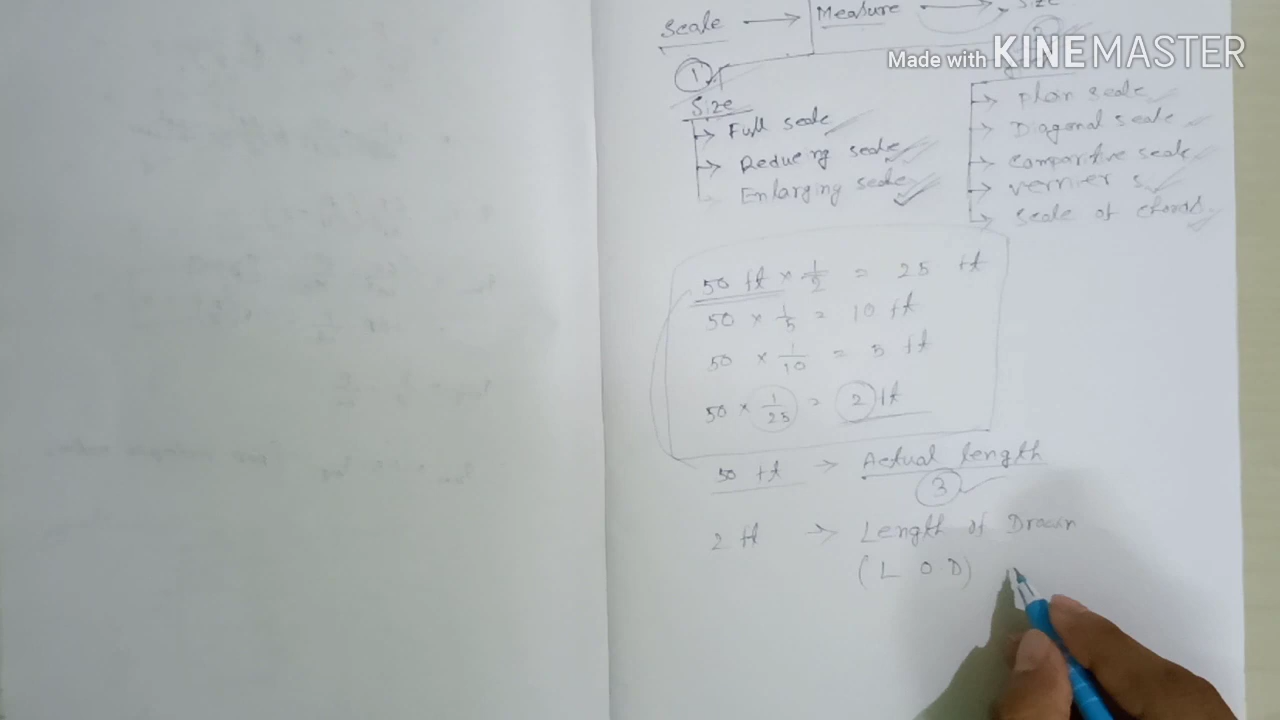 Scale → Measure → Size
Made with KINEMASTER
① ②
Size
→ Full scale
→ Reducing scale
Enlarging scale
→ Plain scale
→ Diagonal scale
→ Comparitive scale
→ Vernier s
→ Scale of chords
50 ft × 1/2 = 25 ft
50 × 1/5 = 10 ft
50 × 1/10 = 5 ft
50 × 1/25 = 2 ft
50 ft → Actual length
③
2 ft → Length of Drawn
(L O D)